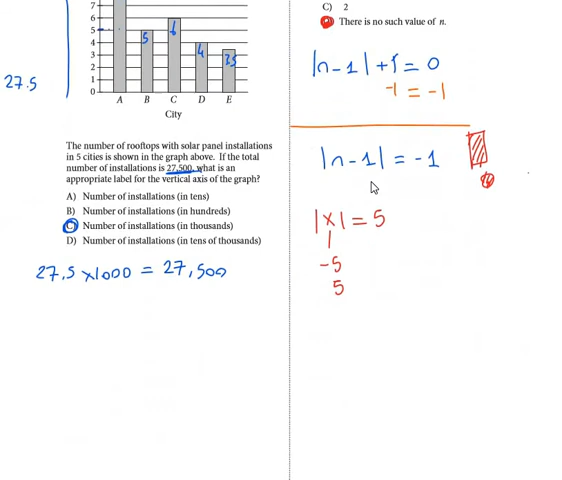 7
6
5
4
3
2
1
0
5
6
4
3.5
A B C D E
City
27.5
The number of rooftops with solar panel installations
in 5 cities is shown in the graph above. If the total
number of installations is 27,500, what is an
appropriate label for the vertical axis of the graph?
A) Number of installations (in tens)
B) Number of installations (in hundreds)
C) Number of installations (in thousands)
D) Number of installations (in tens of thousands)
27.5 x1000 = 27,500
C) 2
There is no such value of n.
|n-1| +1 = 0
-1 = -1
|n-1| = -1
|x| = 5
-5
5